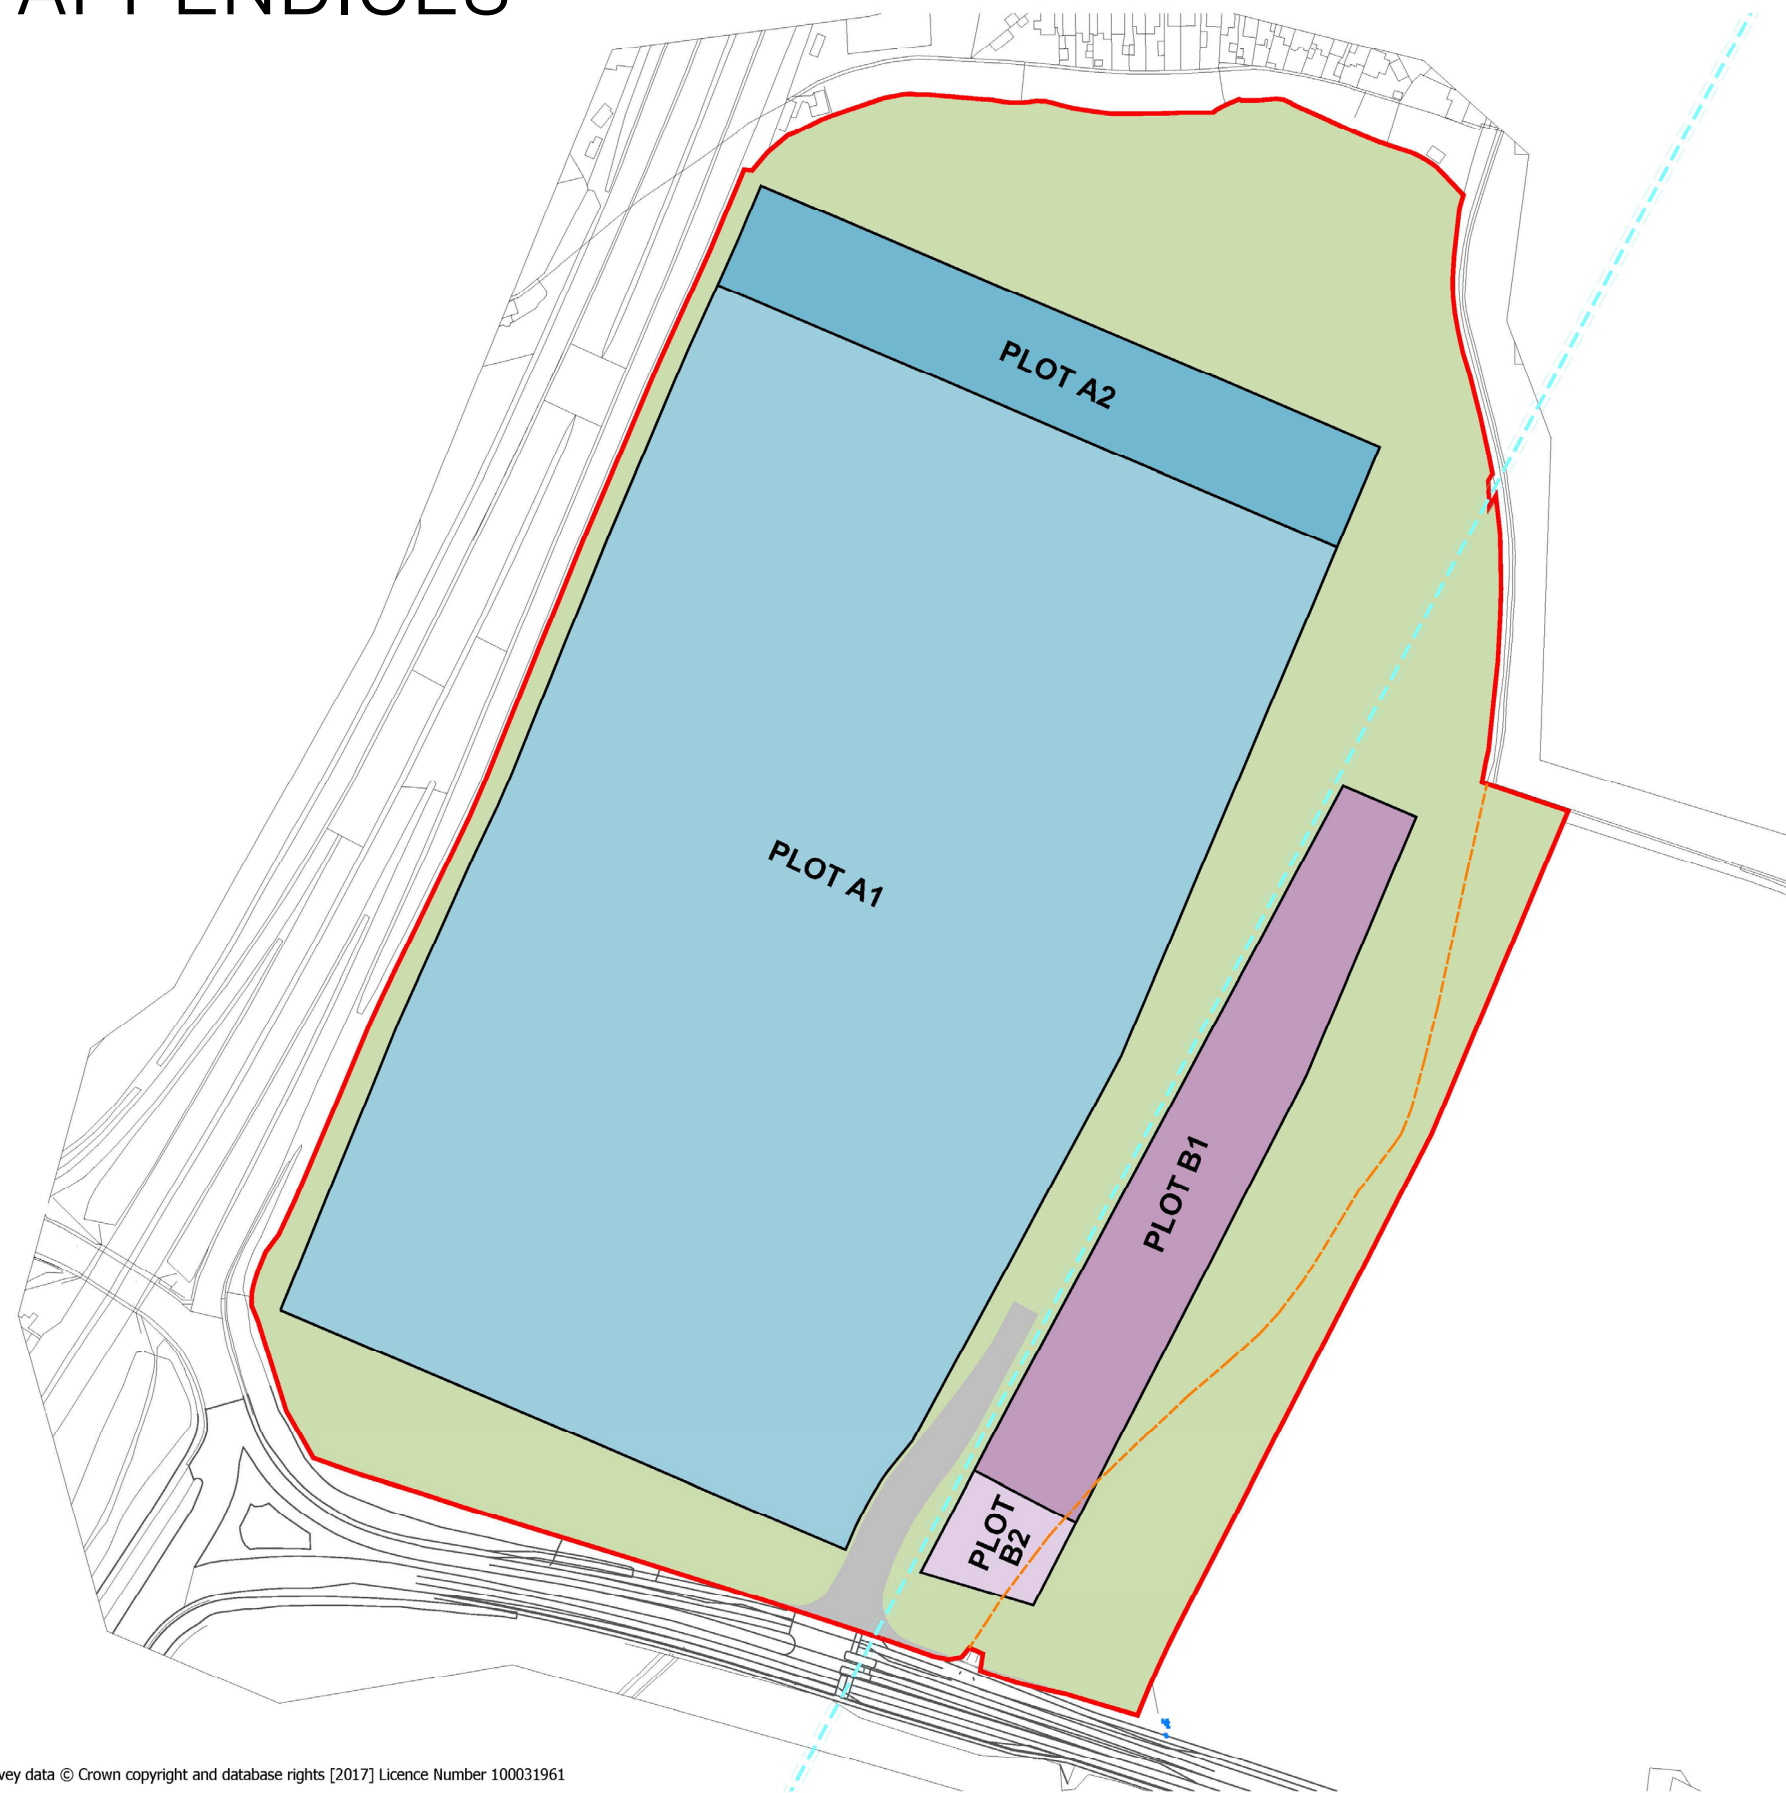 APPENDICES
PLOT A2
PLOT A1
PLOT B1
PLOT
B2
vey data © Crown copyright and database rights [2017] Licence Number 100031961